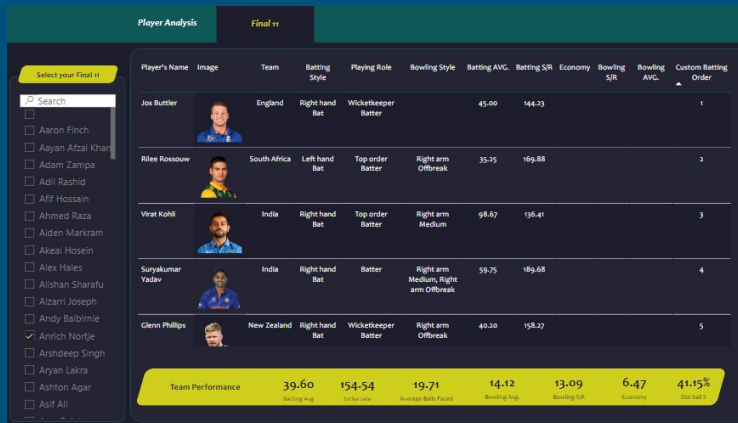 Player Analysis
Final 11
Select your Final 11
Search
Aaron Finch
Aayan Afzal Khan
Adam Zampa
Adil Rashid
Afif Hossain
Ahmed Raza
Aiden Markram
Akeal Hosein
Alex Hales
Alishan Sharafu
Alzarri Joseph
Andy Balbirnie
Anrich Nortje
Arshdeep Singh
Aryan Lakra
Ashton Agar
Asif Ali
Player's Name Image Team Batting Style Playing Role Bowling Style Batting AVG. Batting S/R Economy Bowling S/R Bowling AVG. Custom Batting Order
Jos Buttler England Right hand Bat Wicketkeeper Batter 45.00 144.23 1
Rilee Rossouw South Africa Left hand Bat Top order Batter Right arm Offbreak 35.25 169.88 2
Virat Kohli India Right hand Bat Top order Batter Right arm Medium 98.67 136.41 3
Suryakumar Yadav India Right hand Bat Batter Right arm Medium, Right arm Offbreak 59.75 189.68 4
Glenn Phillips New Zealand Right hand Bat Wicketkeeper Batter Right arm Offbreak 40.20 158.27 5
Team Performance
39.60 154.54 19.71 14.12 13.09 6.47 41.15%
Batting Avg Strike rate Average Balls Faced Bowling Avg. Bowling S/R Economy Dot ball %